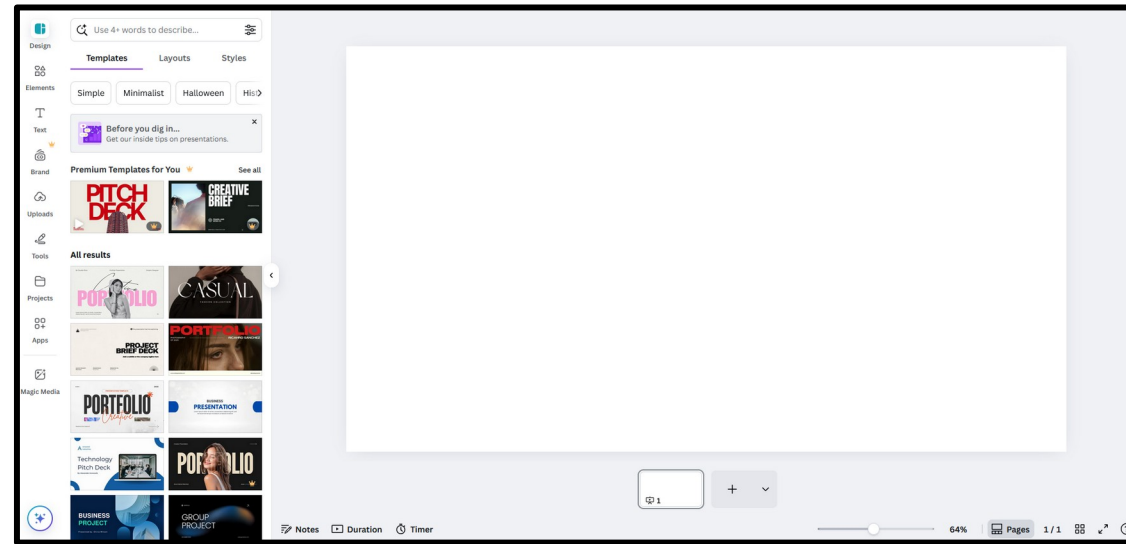 Design
Elements
Text
Brand
Uploads
Tools
Projects
Apps
Magic Media
Use 4+ words to describe...
Templates Layouts Styles
Simple Minimalist Halloween
Before you dig in...
Get our inside tips on presentations.
Premium Templates for You See all
PITCH
DECK
CREATIVE
BRIEF
All results
PORTFOLIO
CASUAL
PROJECT
BRIEF DECK
PORTFOLIO
PORTFOLIO
Creative
BUSINESS
PRESENTATION
Technology
Pitch Deck
PORTFOLIO
BUSINESS
PROJECT
GROUP
PROJECT
1
Notes Duration Timer
64% Pages 1 / 1